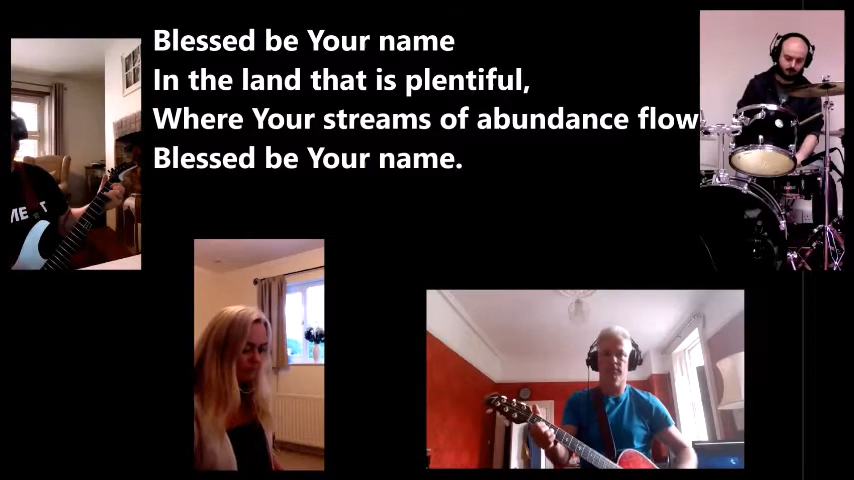 Blessed be Your name
In the land that is plentiful,
Where Your streams of abundance flow
Blessed be Your name.